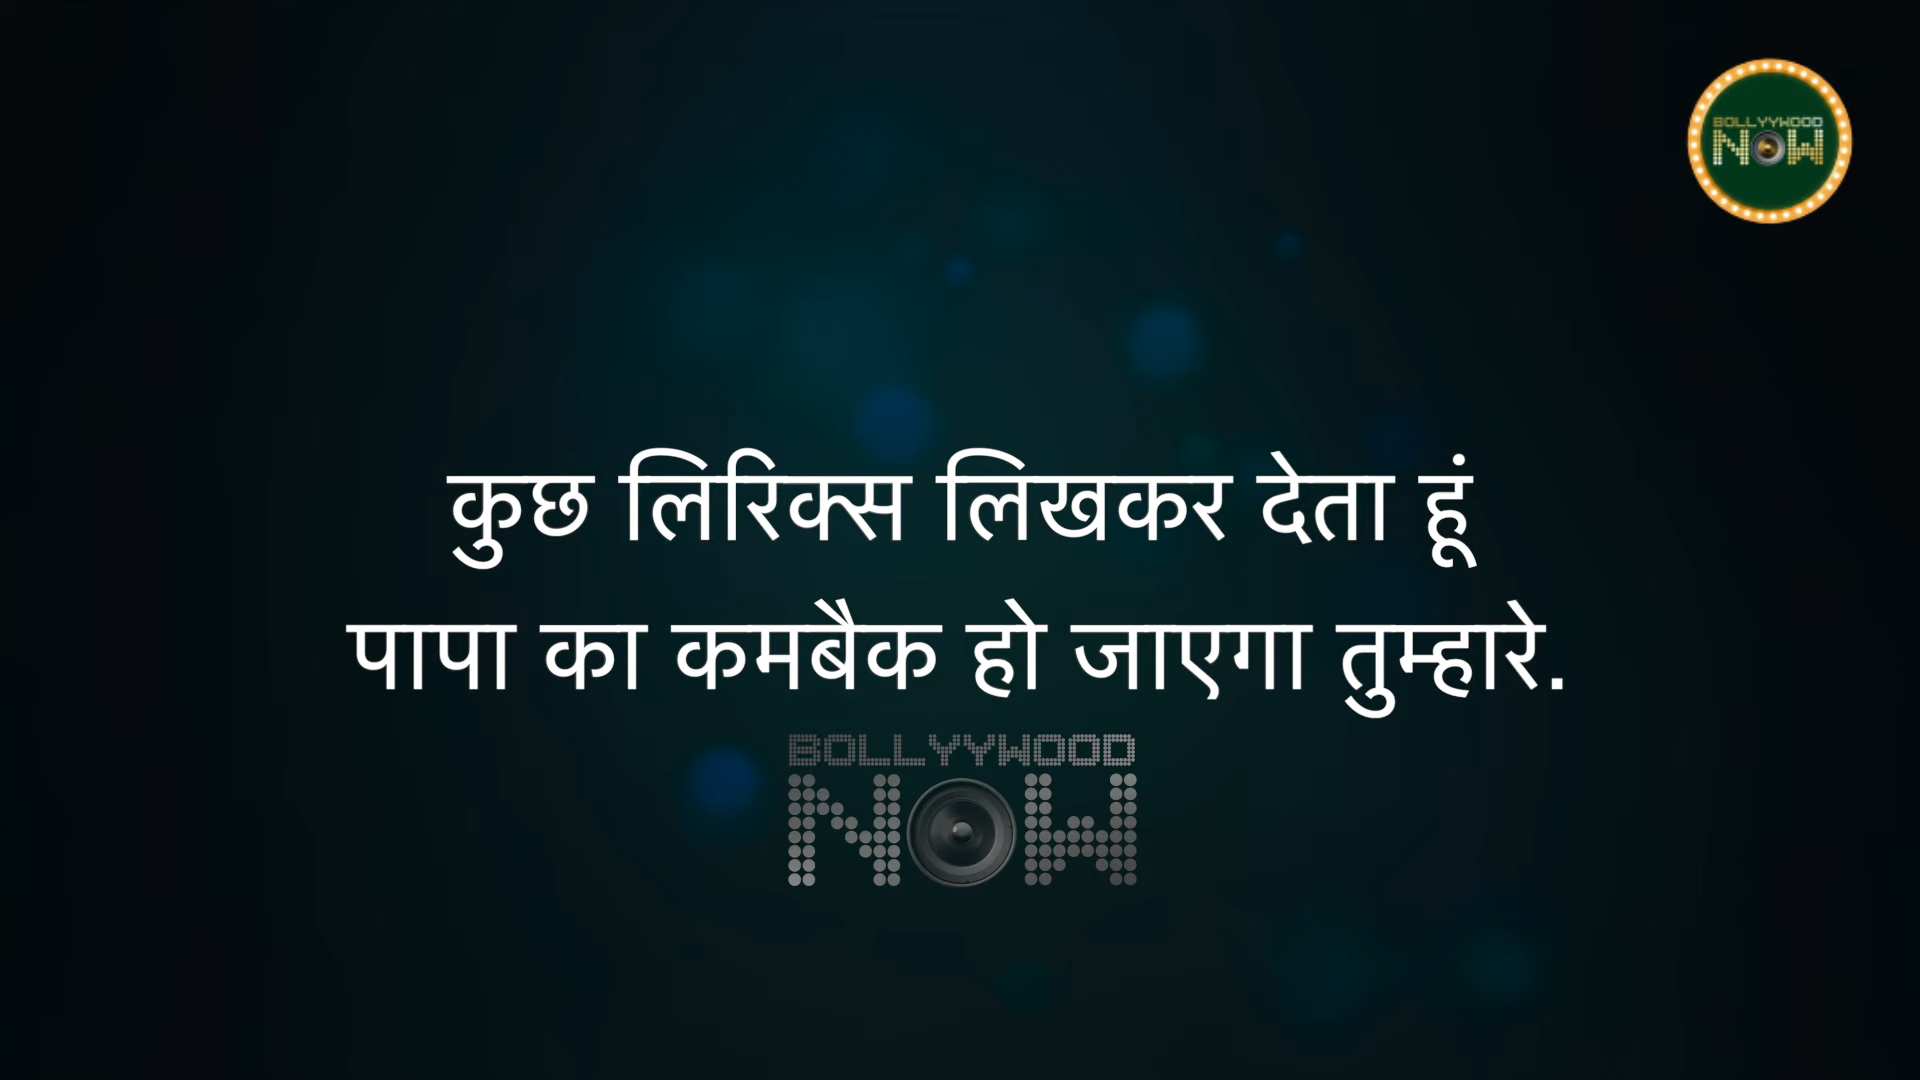 BOLLYYWOOD
NOW
कुछ लिरिक्स लिखकर देता हूं
पापा का कमबैक हो जाएगा तुम्हारे.
BOLLYYWOOD
NOW